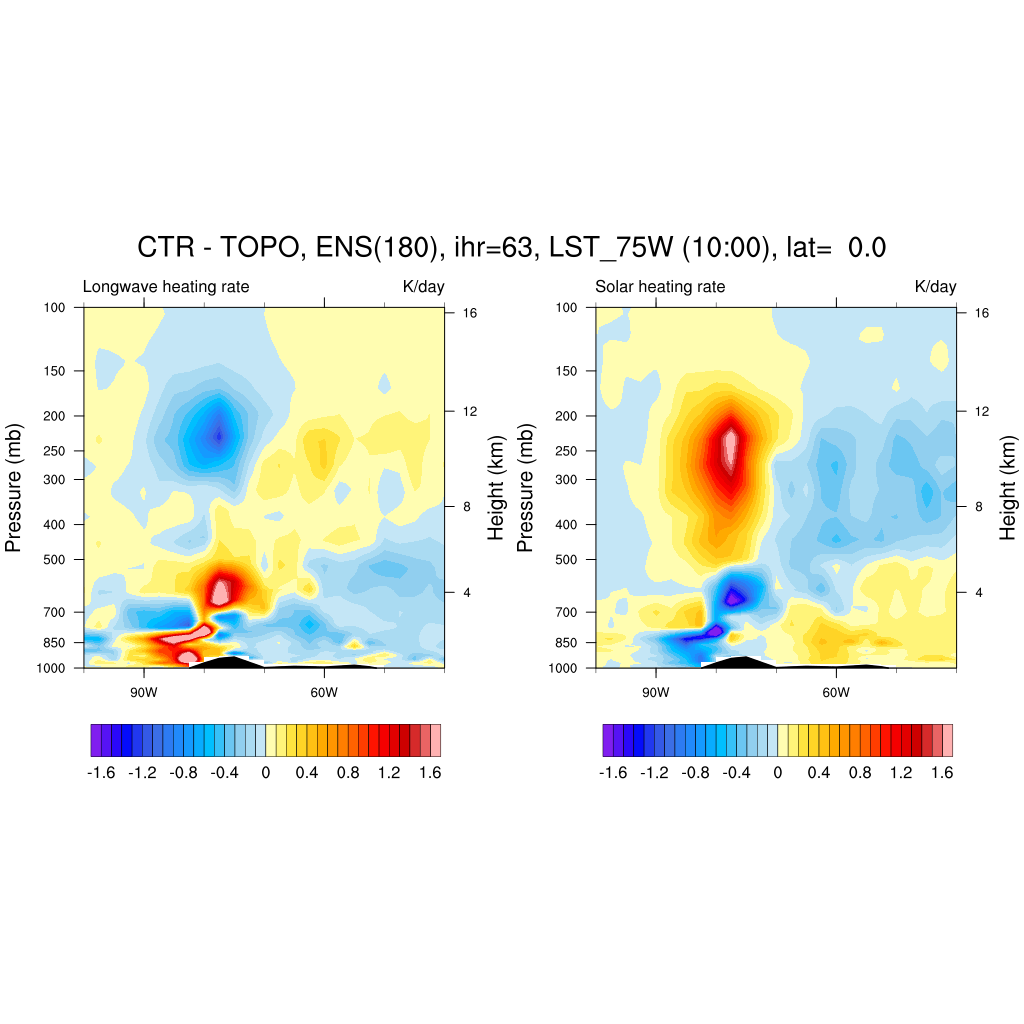 CTR - TOPO, ENS(180), ihr=63, LST_75W (10:00), lat=  0.0
Longwave heating rate K/day
Pressure (mb)
100
150
200
250
300
400
500
700
850
1000
16
12
8
4
Height (km)
90W 60W
-1.6 -1.2 -0.8 -0.4 0 0.4 0.8 1.2 1.6
Solar heating rate K/day
Pressure (mb)
100
150
200
250
300
400
500
700
850
1000
16
12
8
4
Height (km)
90W 60W
-1.6 -1.2 -0.8 -0.4 0 0.4 0.8 1.2 1.6